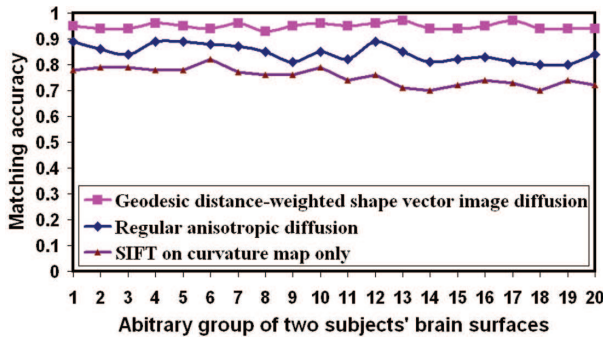 Matching accuracy
1
0.9
0.8
0.7
0.6
0.5
0.4
0.3
0.2
0.1
0
Geodesic distance-weighted shape vector image diffusion
Regular anisotropic diffusion
SIFT on curvature map only
1 2 3 4 5 6 7 8 9 10 11 12 13 14 15 16 17 18 19 20
Abitrary group of two subjects' brain surfaces